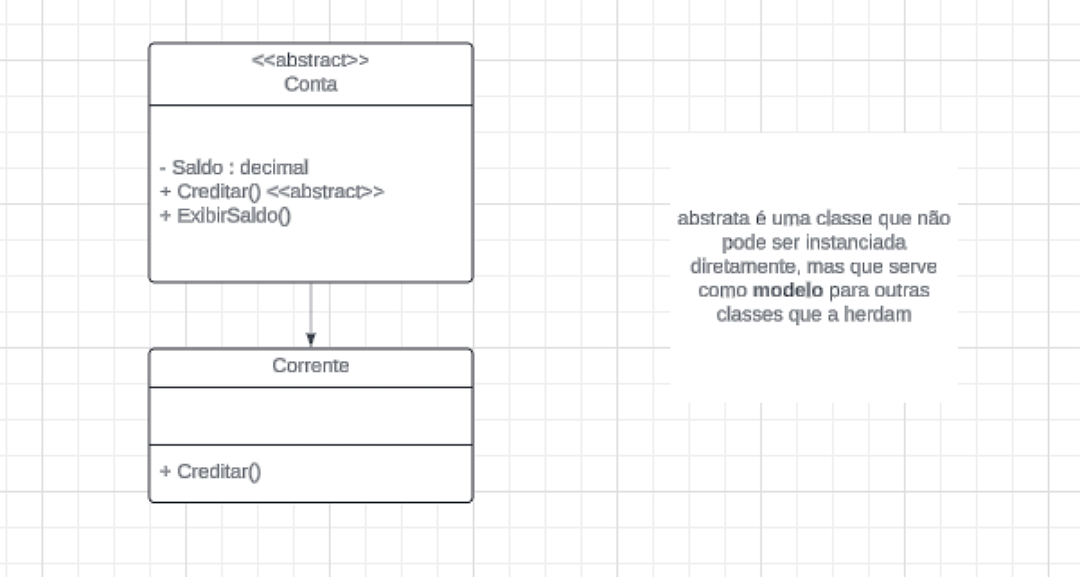 <<abstract>>
Conta
- Saldo : decimal
+ Creditar() <<abstract>>
+ ExibirSaldo()
Corrente
+ Creditar()
abstrata é uma classe que não
pode ser instanciada
diretamente, mas que serve
como modelo para outras
classes que a herdam